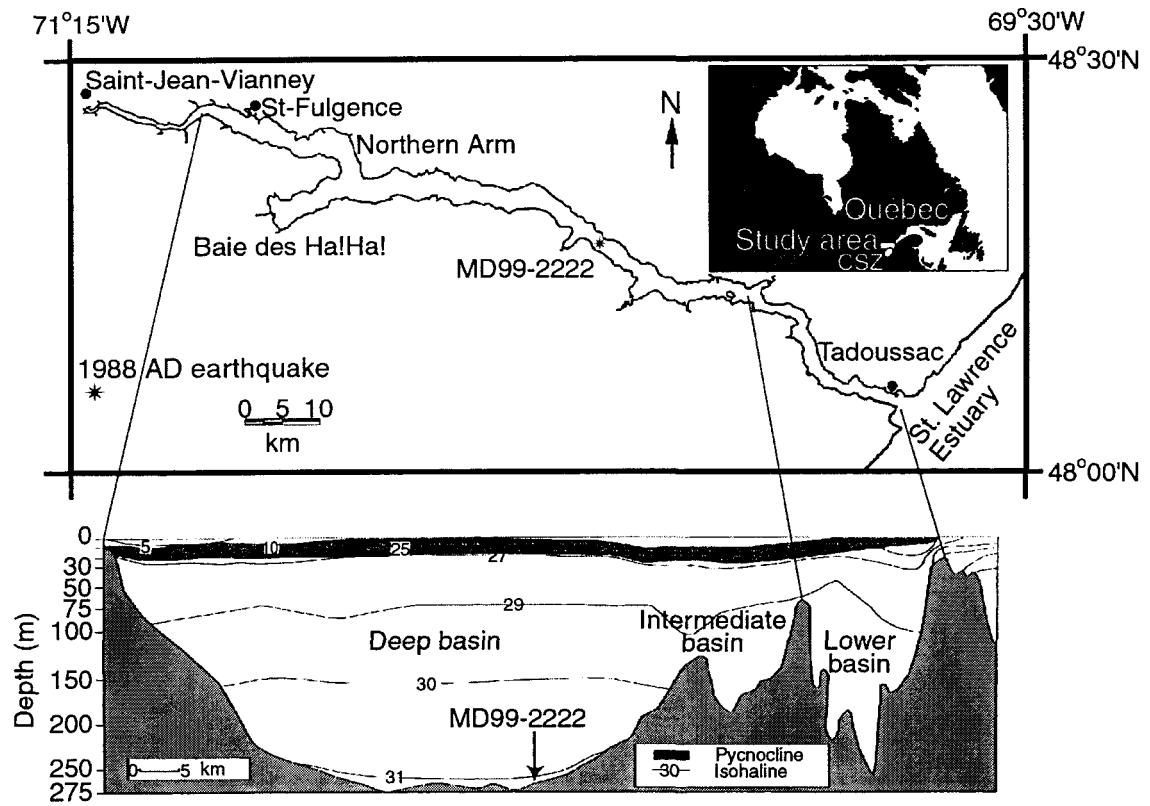 71°15'W
69°30'W
48°30'N
Saint-Jean-Vianney
St-Fulgence
N
Northern Arm
Québec
Study area
CSZ
Baie des Ha!Ha!
MD99-2222
Tadoussac
1988 AD earthquake
0 5 10
km
St. Lawrence
Estuary
48°00'N
0
30
50
75
100
150
200
250
275
Depth (m)
5
10
25
27
29
30
31
Deep basin
Intermediate
basin
Lower
basin
MD99-2222
0 5 km
Pycnocline
30 Isohaline